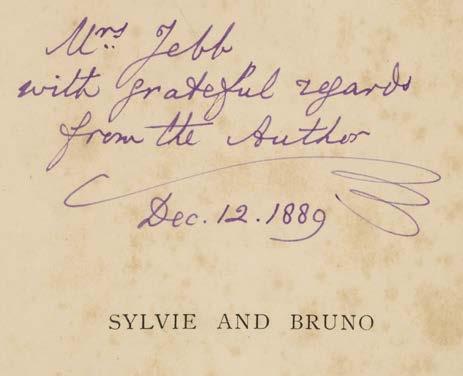 Mrs. Jebb
with grateful regards
from the Author
Dec. 12. 1889
SYLVIE AND BRUNO